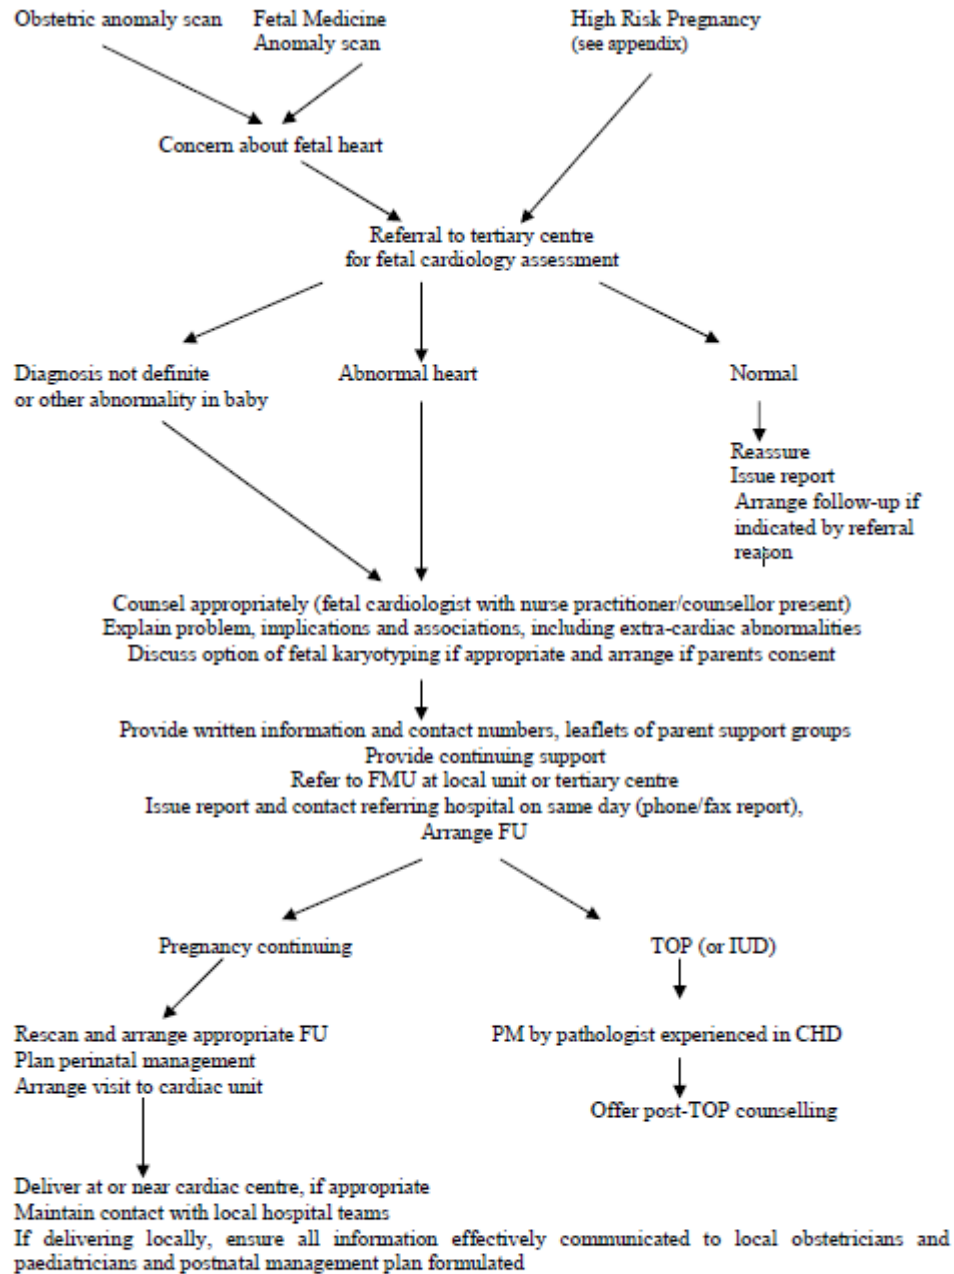 Obstetric anomaly scan
Fetal Medicine
Anomaly scan
High Risk Pregnancy
(see appendix)
Concern about fetal heart
Referral to tertiary centre
for fetal cardiology assessment
Diagnosis not definite
or other abnormality in baby
Abnormal heart
Normal
Reassure
Issue report
Arrange follow-up if
indicated by referral
reason
Counsel appropriately (fetal cardiologist with nurse practitioner/counsellor present)
Explain problem, implications and associations, including extra-cardiac abnormalities
Discuss option of fetal karyotyping if appropriate and arrange if parents consent
Provide written information and contact numbers, leaflets of parent support groups
Provide continuing support
Refer to FMU at local unit or tertiary centre
Issue report and contact referring hospital on same day (phone/fax report),
Arrange FU
Pregnancy continuing
TOP (or IUD)
Rescan and arrange appropriate FU
Plan perinatal management
Arrange visit to cardiac unit
PM by pathologist experienced in CHD
Offer post-TOP counselling
Deliver at or near cardiac centre, if appropriate
Maintain contact with local hospital teams
If delivering locally, ensure all information effectively communicated to local obstetricians and
paediatricians and postnatal management plan formulated